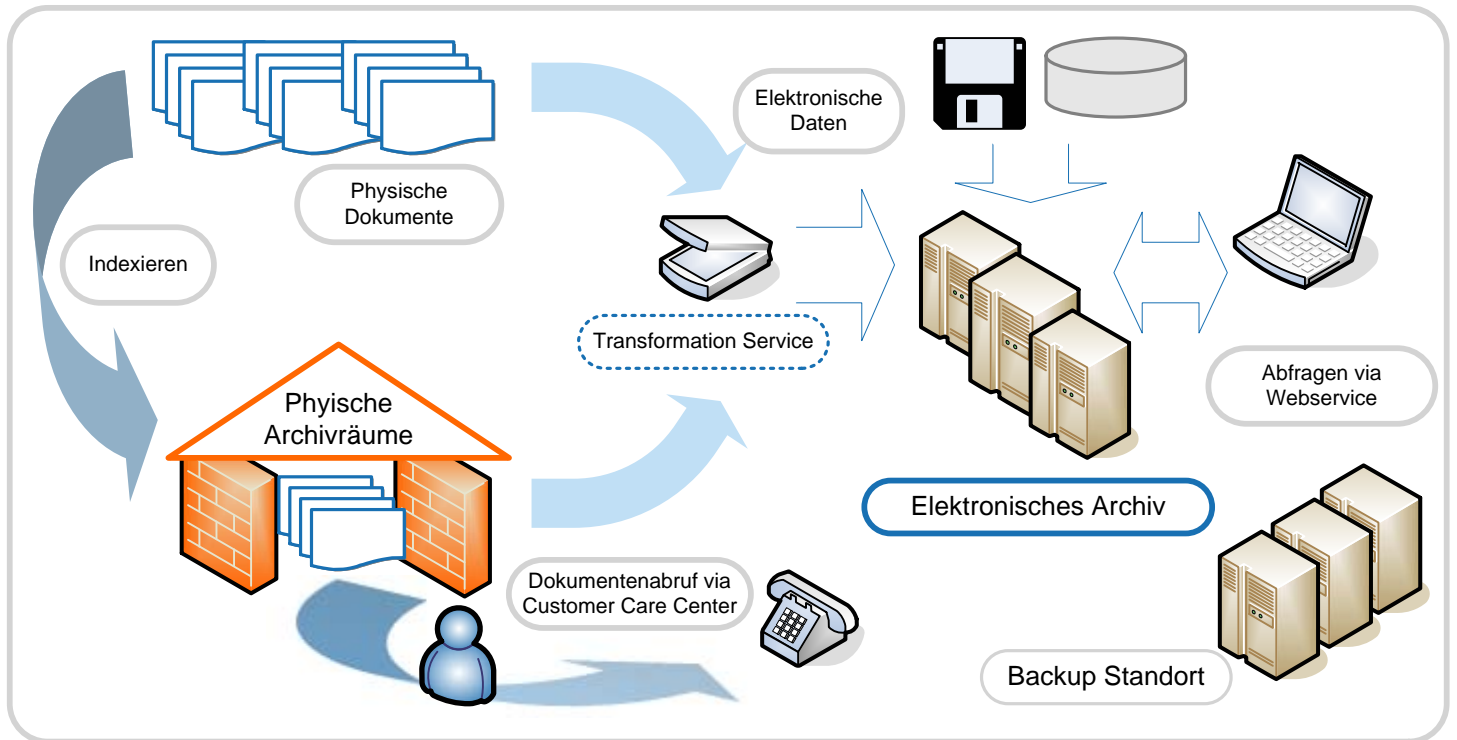 Elektronische
Daten
Physische
Dokumente
Indexieren
Transformation Service
Abfragen via
Webservice
Phyische
Archivräume
Elektronisches Archiv
Dokumentenabruf via
Customer Care Center
Backup Standort